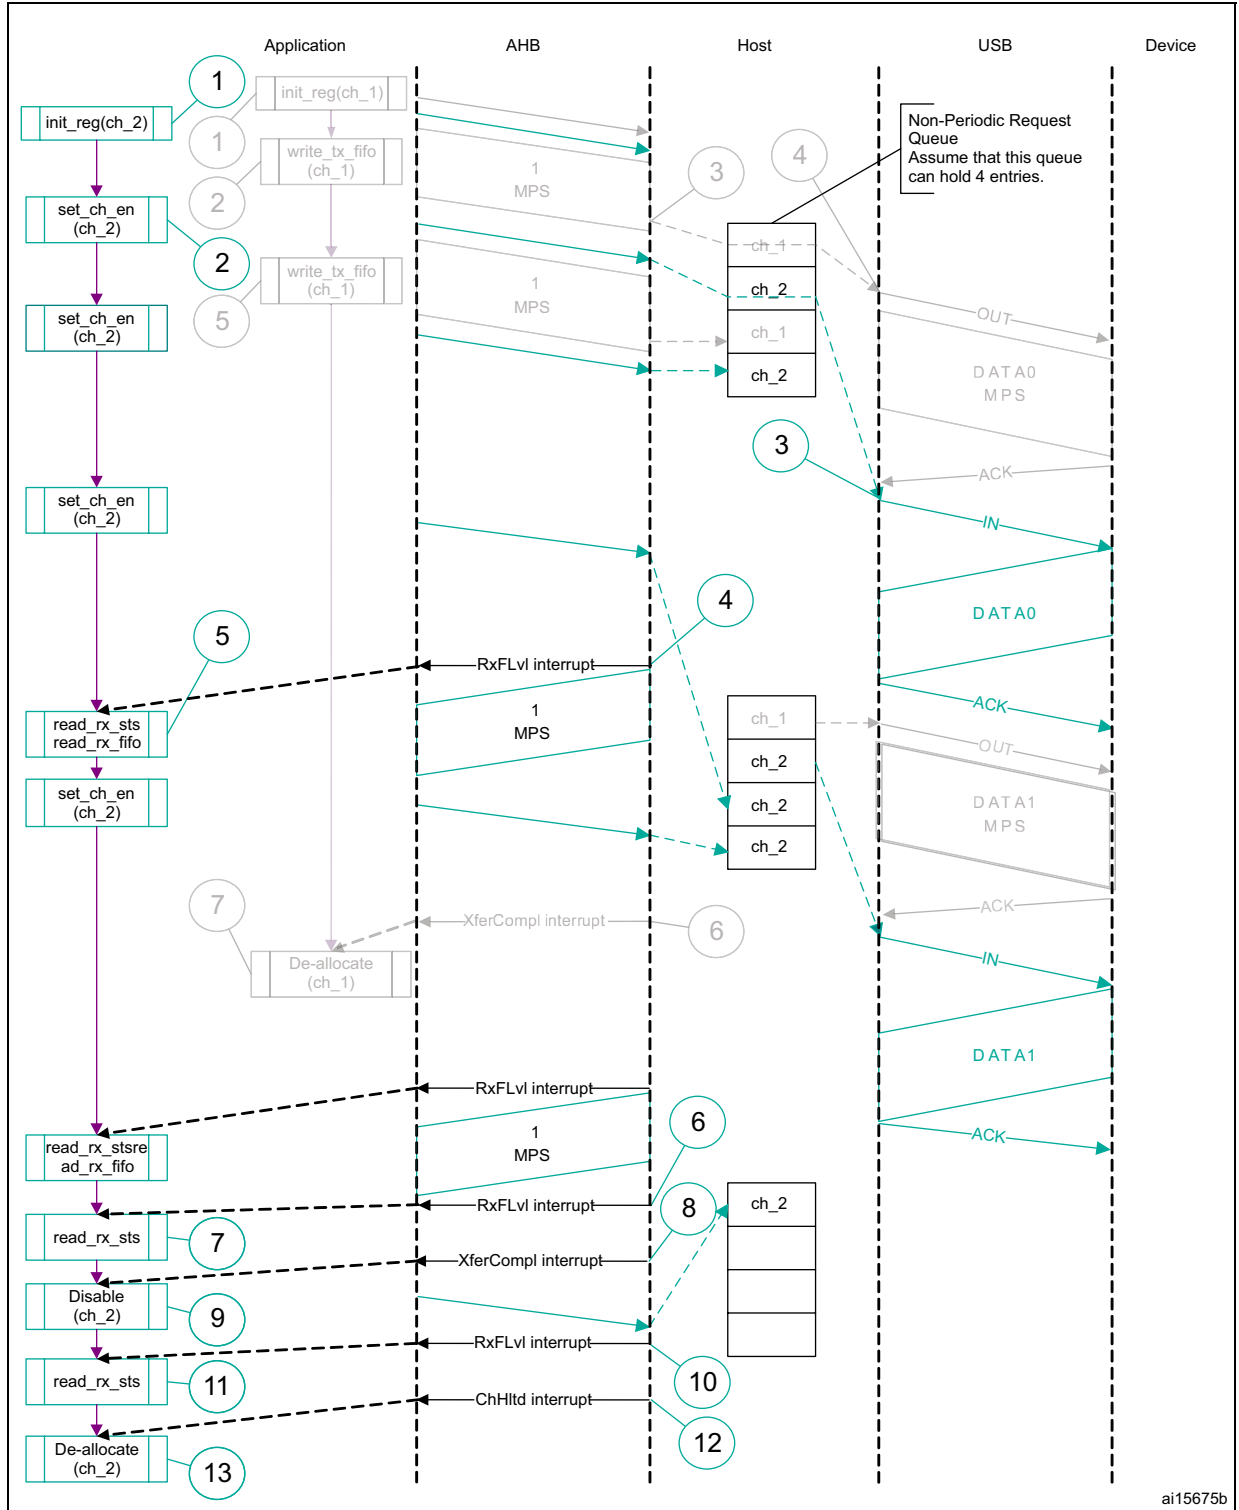 Application
AHB
Host
USB
Device
1
init_reg(ch_1)
init_reg(ch_2)
1
Non-Periodic Request
Queue
Assume that this queue
can hold 4 entries.
write_tx_fifo
(ch_1)
2
1
MPS
3
4
set_ch_en
(ch_2)
2
ch_1
write_tx_fifo
(ch_1)
5
1
MPS
ch_2
set_ch_en
(ch_2)
OUT
ch_1
ch_2
DATA0
MPS
3
ACK
set_ch_en
(ch_2)
IN
4
DATA0
5
RxFLvl interrupt
ACK
read_rx_sts
read_rx_fifo
1
MPS
ch_1
OUT
ch_2
set_ch_en
(ch_2)
ch_2
DATA1
MPS
ch_2
7
XferCompl interrupt
6
ACK
De-allocate
(ch_1)
IN
DATA1
RxFLvl interrupt
6
read_rx_stsre
ad_rx_fifo
1
MPS
ACK
RxFLvl interrupt
8
ch_2
read_rx_sts
7
XferCompl interrupt
Disable
(ch_2)
9
RxFLvl interrupt
read_rx_sts
11
10
ChHltd interrupt
12
De-allocate
(ch_2)
13
ai15675b